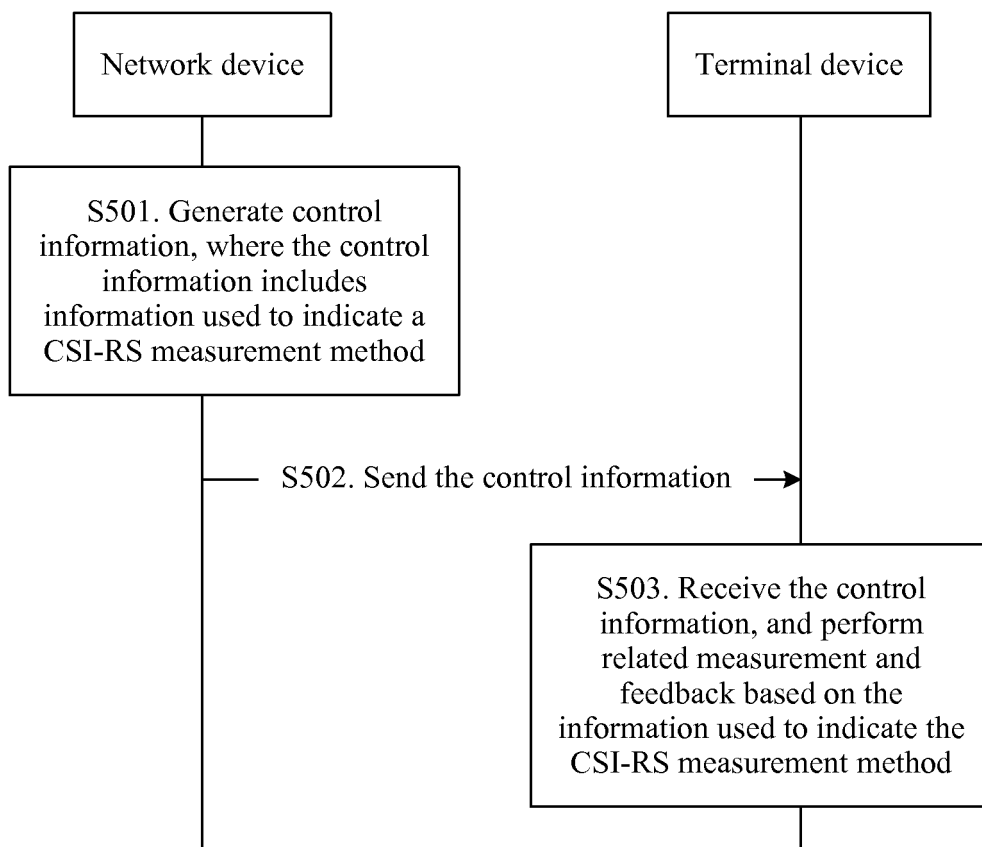 Network device
Terminal device
S501. Generate control
information, where the control
information includes
information used to indicate a
CSI-RS measurement method
S502. Send the control information
S503. Receive the control
information, and perform
related measurement and
feedback based on the
information used to indicate the
CSI-RS measurement method